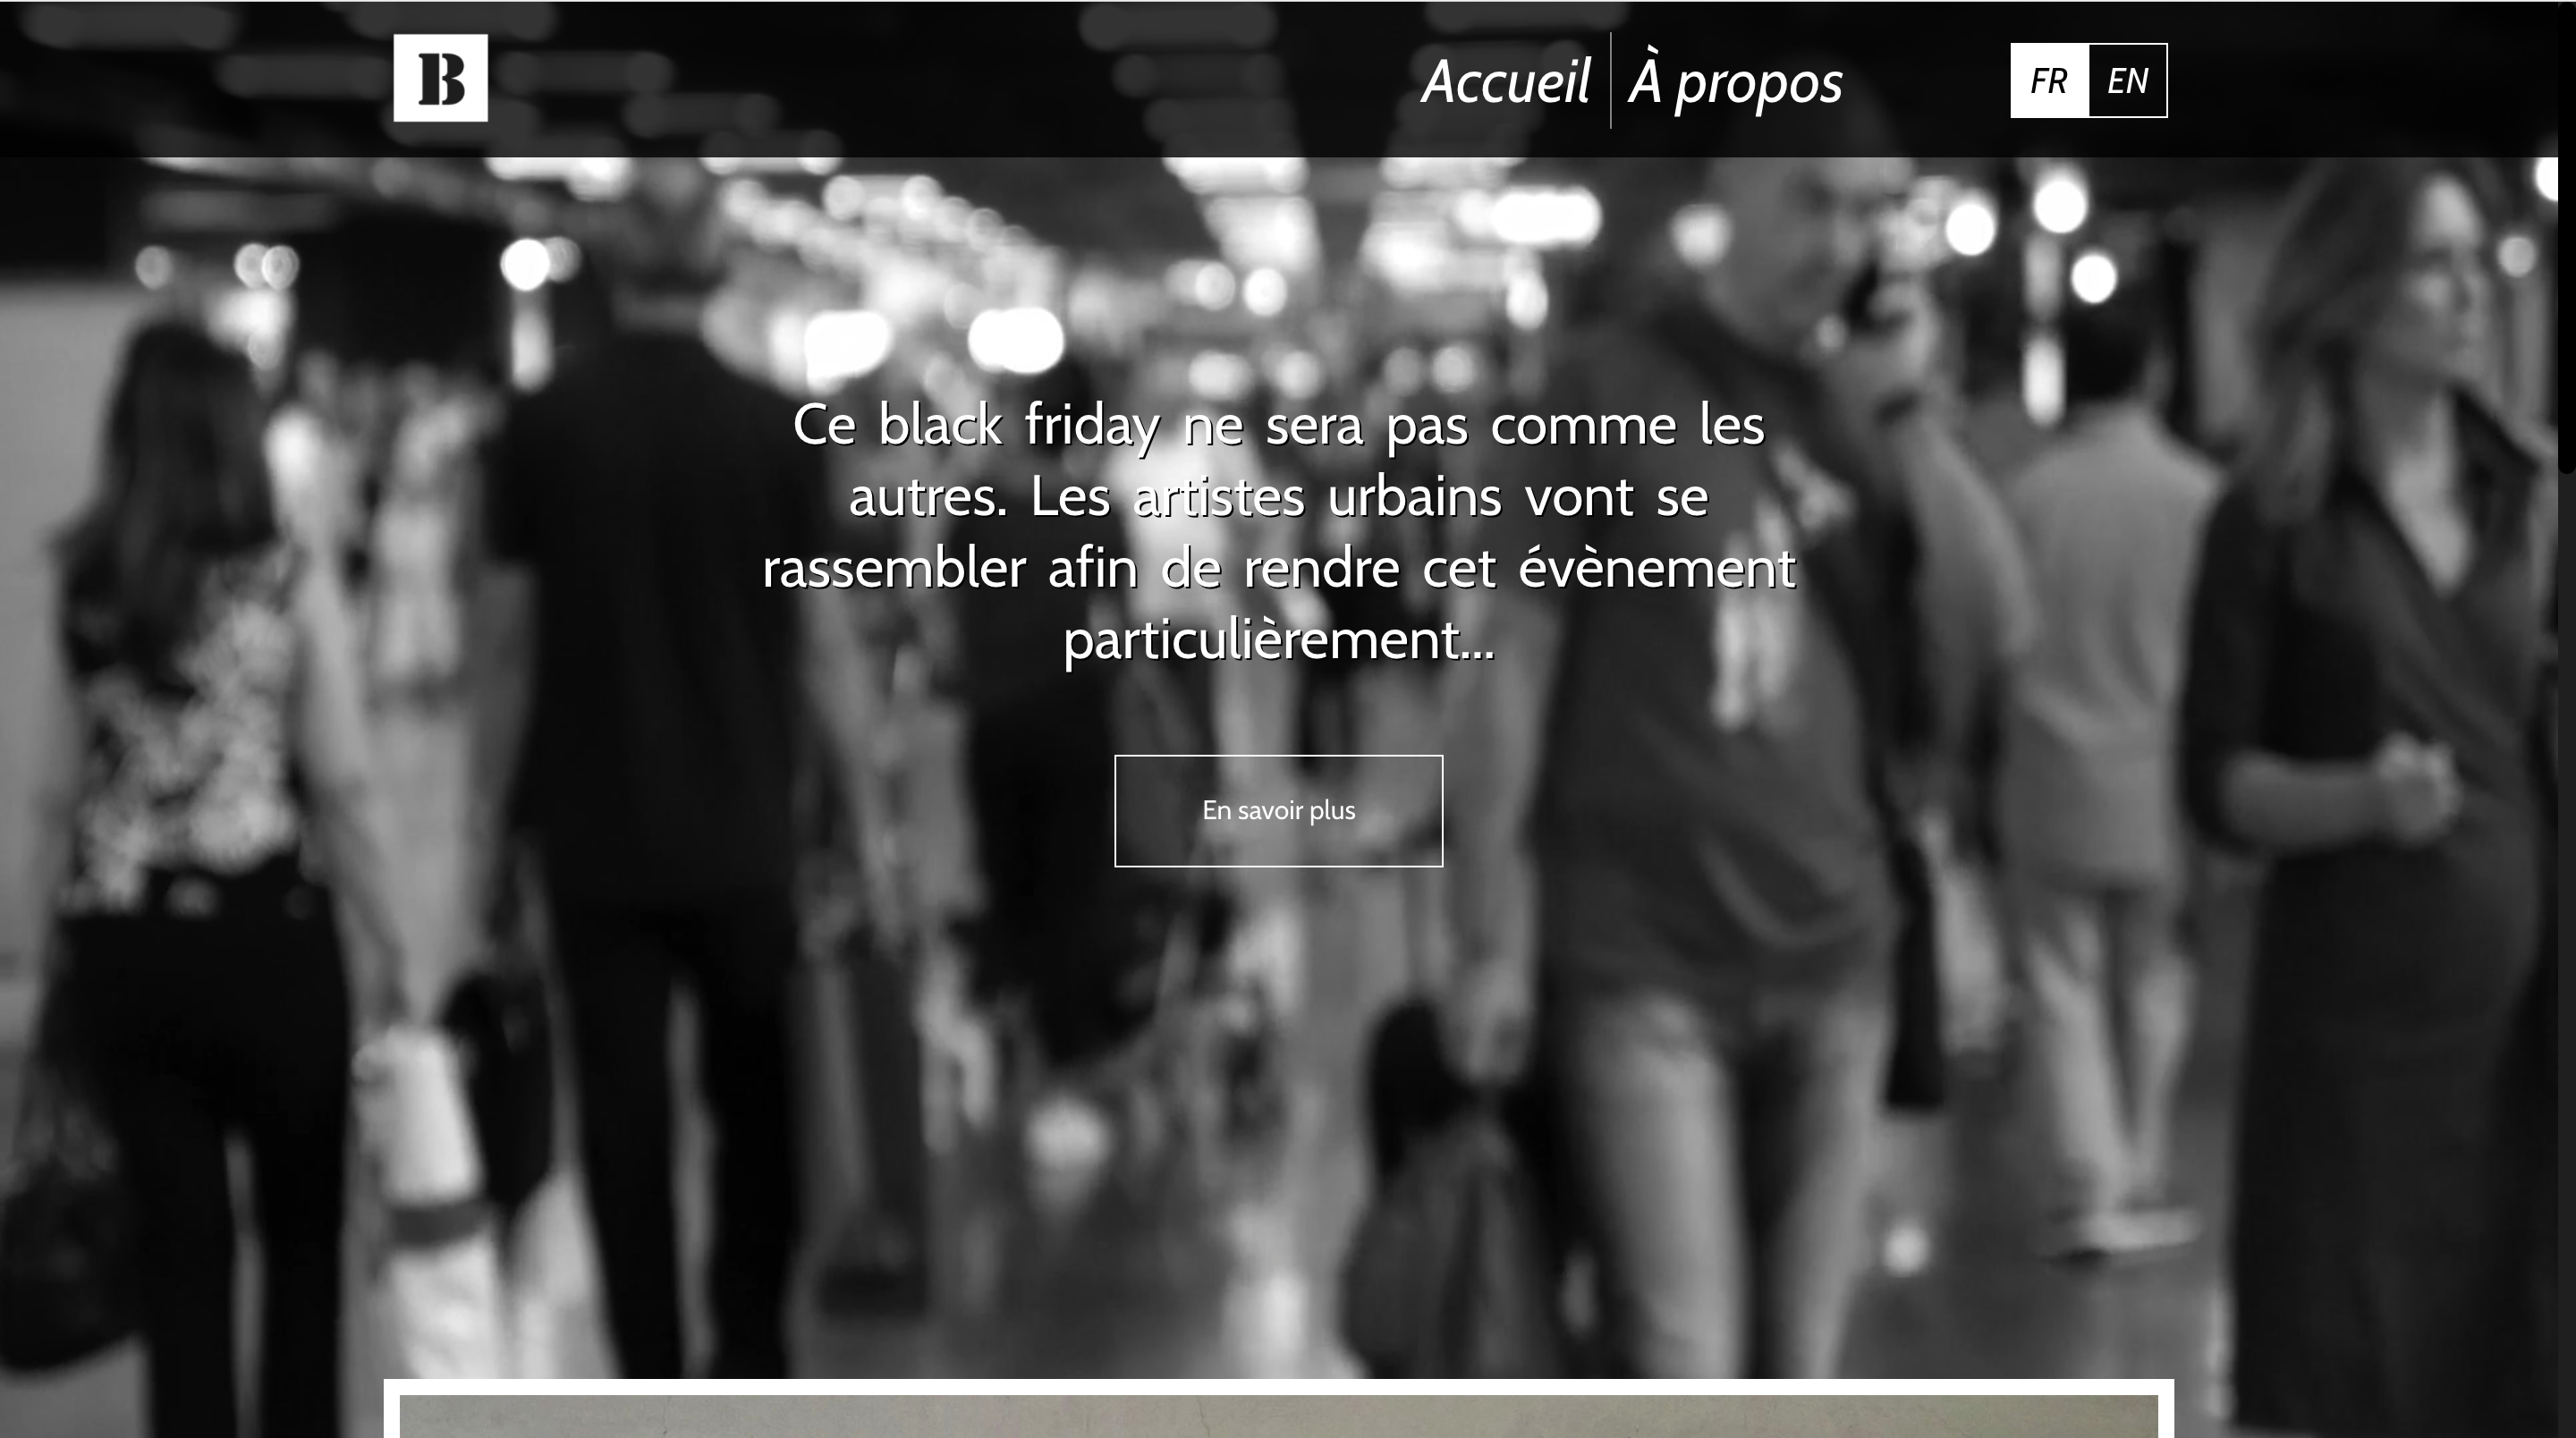 B
Accueil
À propos
FR
EN
Ce black friday ne sera pas comme les
autres. Les artistes urbains vont se
rassembler afin de rendre cet évènement
particulièrement...
En savoir plus